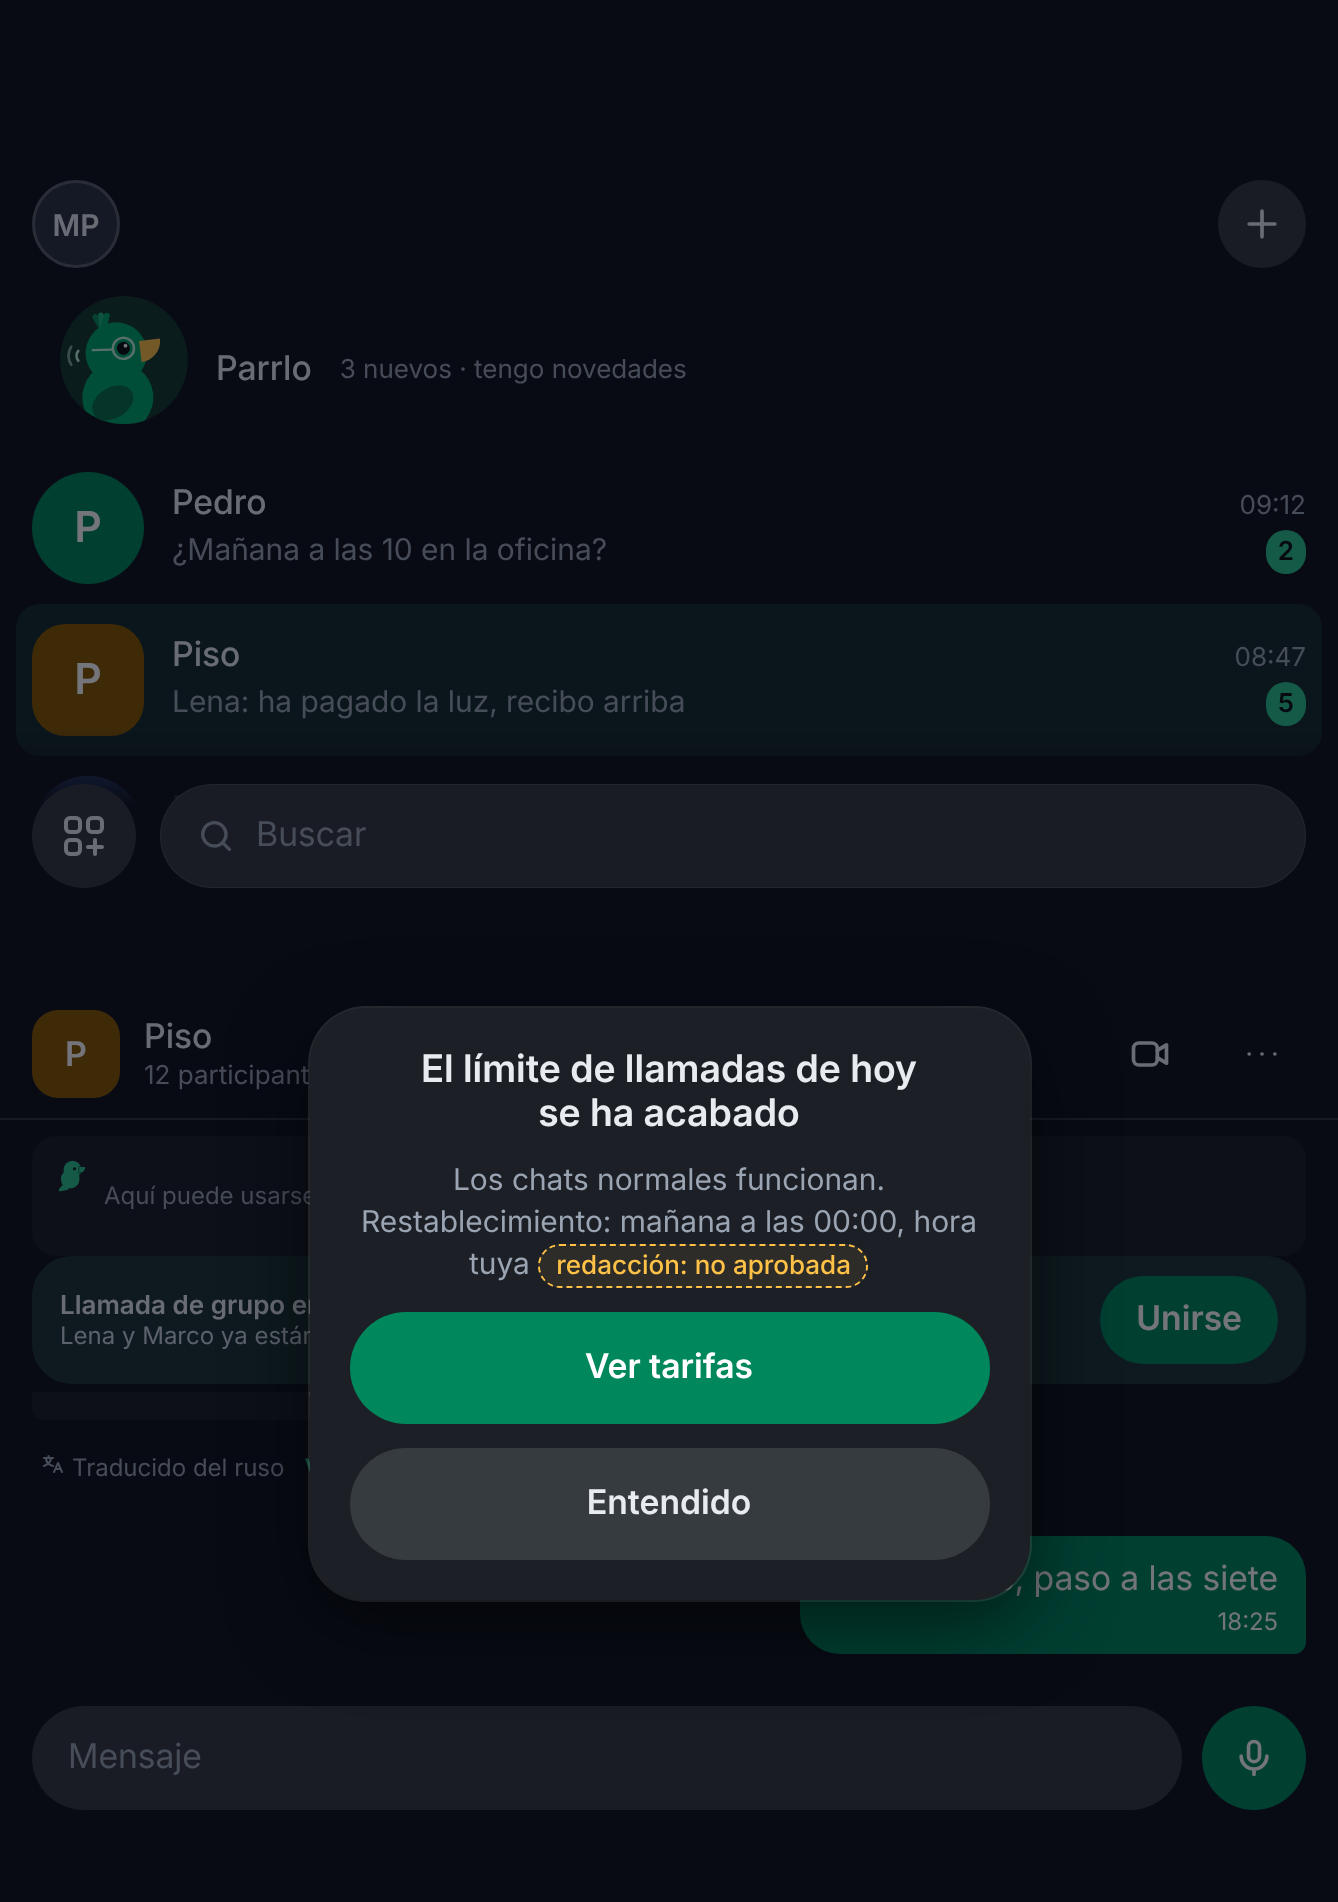 MP
Parrlo 3 nuevos · tengo novedades
P
Pedro
09:12
¿Mañana a las 10 en la oficina?
2
P
Piso
08:47
Lena: ha pagado la luz, recibo arriba
5
Buscar
P
Piso
12 participant
El límite de llamadas de hoy
se ha acabado
Los chats normales funcionan.
Restablecimiento: mañana a las 00:00, hora
tuya redacción: no aprobada
Ver tarifas
Entendido
Aquí puede usarse
Llamada de grupo
Lena y Marco ya están
Unirse
Traducido del ruso
, paso a las siete
18:25
Mensaje